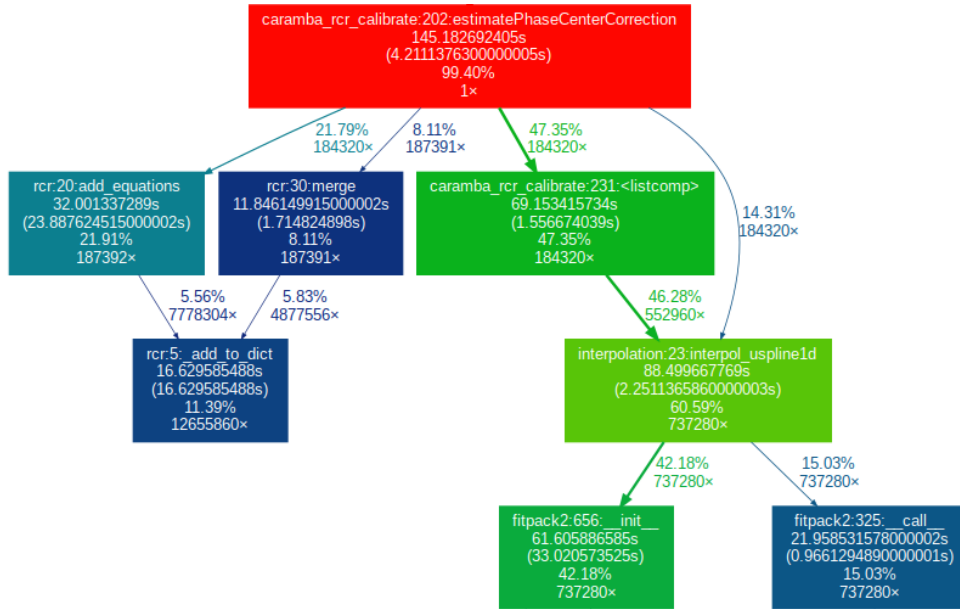 caramba_rcr_calibrate:202:estimatePhaseCenterCorrection
145.182692405s
(4.2111376300000005s)
99.40%
1×
21.79%
184320×
8.11%
187391×
47.35%
184320×
14.31%
184320×
rcr:20:add_equations
32.001337289s
(23.887624515000002s)
21.91%
187392×
rcr:30:merge
11.846149915000002s
(1.714824898s)
8.11%
187391×
caramba_rcr_calibrate:231:<listcomp>
69.153415734s
(1.556674039s)
47.35%
184320×
5.56%
7778304×
5.83%
4877556×
46.28%
552960×
rcr:5:_add_to_dict
16.629585488s
(16.629585488s)
11.39%
12655860×
interpolation:23:interpol_uspline1d
88.499667769s
(2.2511365860000003s)
60.59%
737280×
42.18%
737280×
15.03%
737280×
fitpack2:656:__init__
61.605886585s
(33.020573525s)
42.18%
737280×
fitpack2:325:__call__
21.958531578000002s
(0.9661294890000001s)
15.03%
737280×